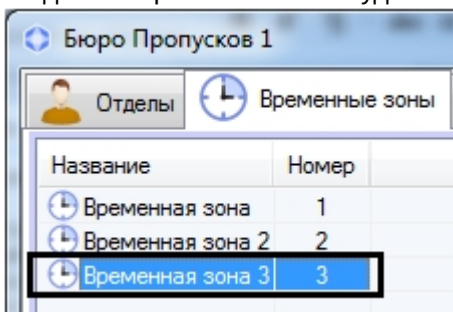 Бюро Пропусков 1
Отделы Временные зоны
Название Номер
Временная зона 1
Временная зона 2 2
Временная зона 3 3